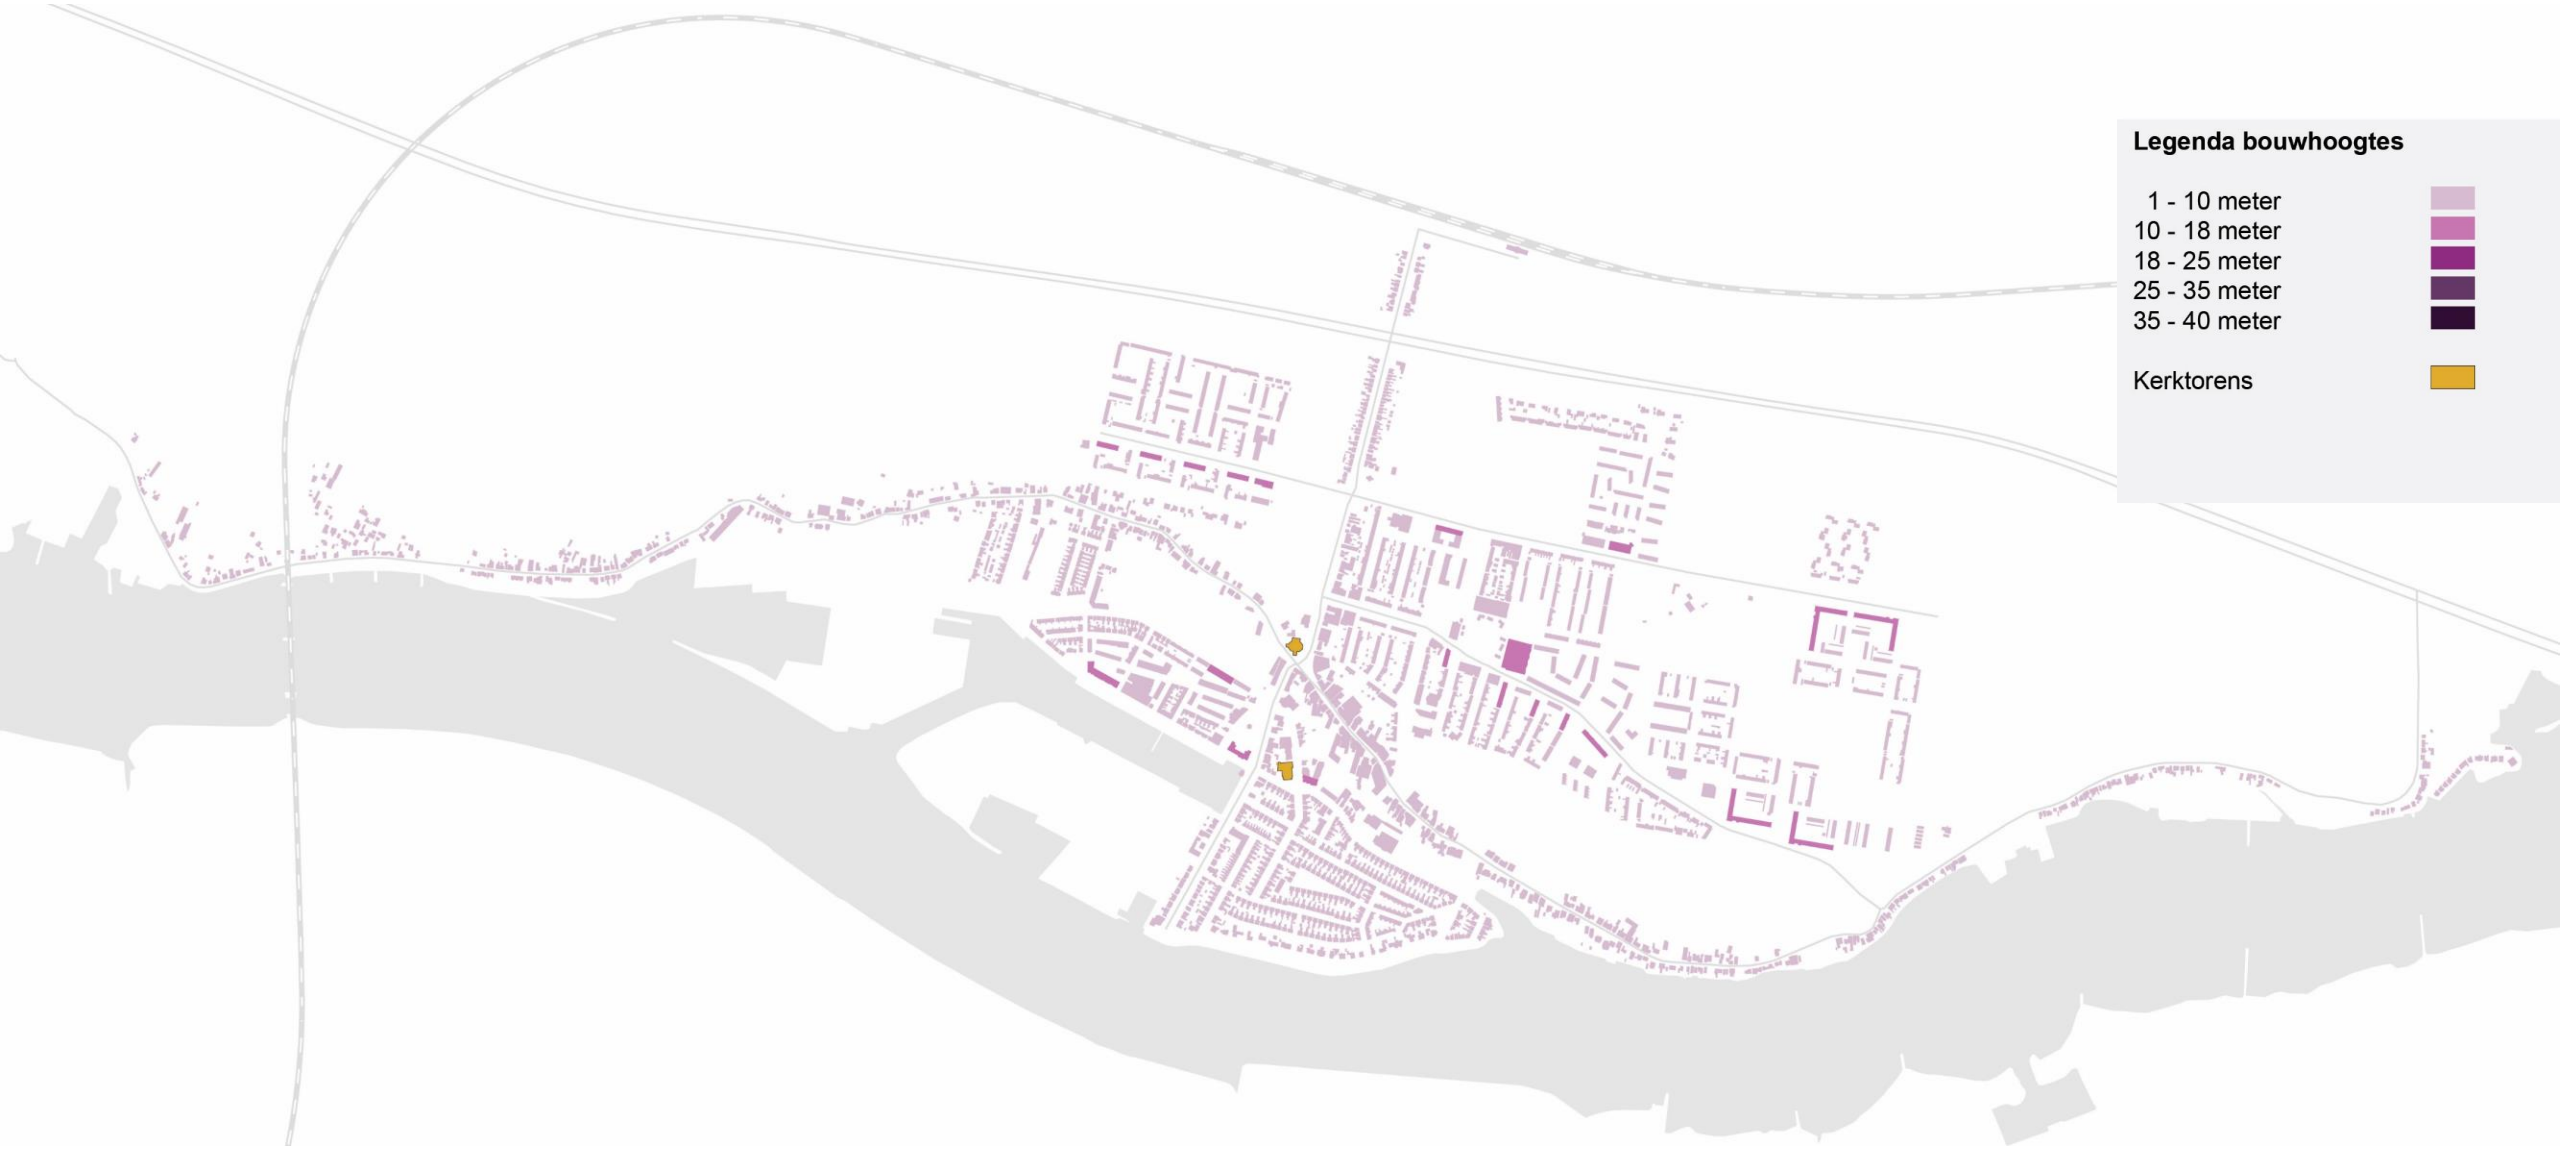 Legenda bouwhoogtes
1 - 10 meter
10 - 18 meter
18 - 25 meter
25 - 35 meter
35 - 40 meter
Kerktorens